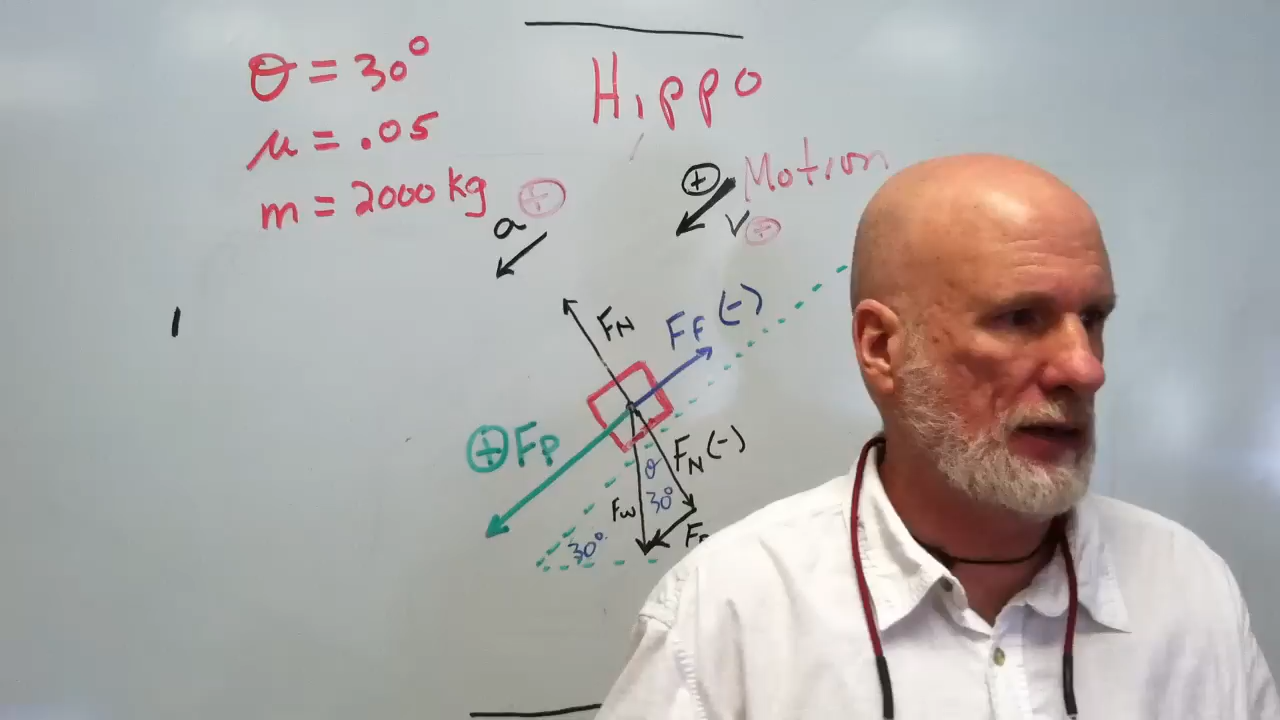 θ = 30°
μ = .05
m = 2000 kg
Hippo
⊕ Motion
a ⊕
V ⊕
FN
FF (-)
⊕ FP
FN (-)
θ
30°
FW
30°